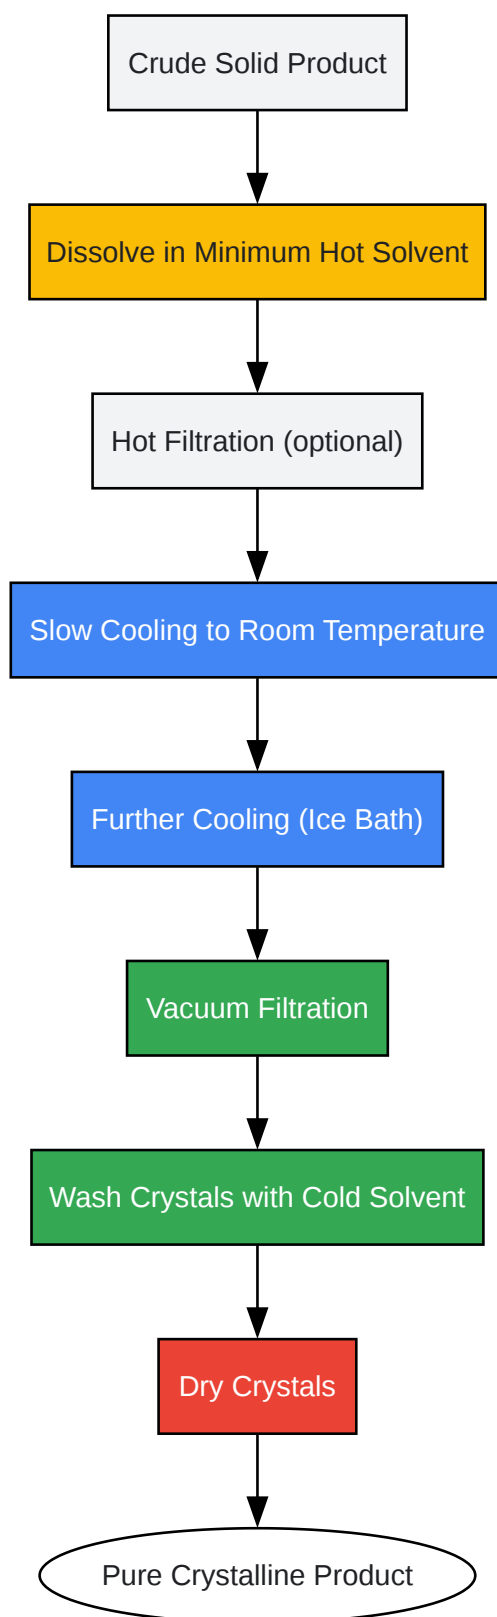 Crude Solid Product
Dissolve in Minimum Hot Solvent
Hot Filtration (optional)
Slow Cooling to Room Temperature
Further Cooling (Ice Bath)
Vacuum Filtration
Wash Crystals with Cold Solvent
Dry Crystals
Pure Crystalline Product